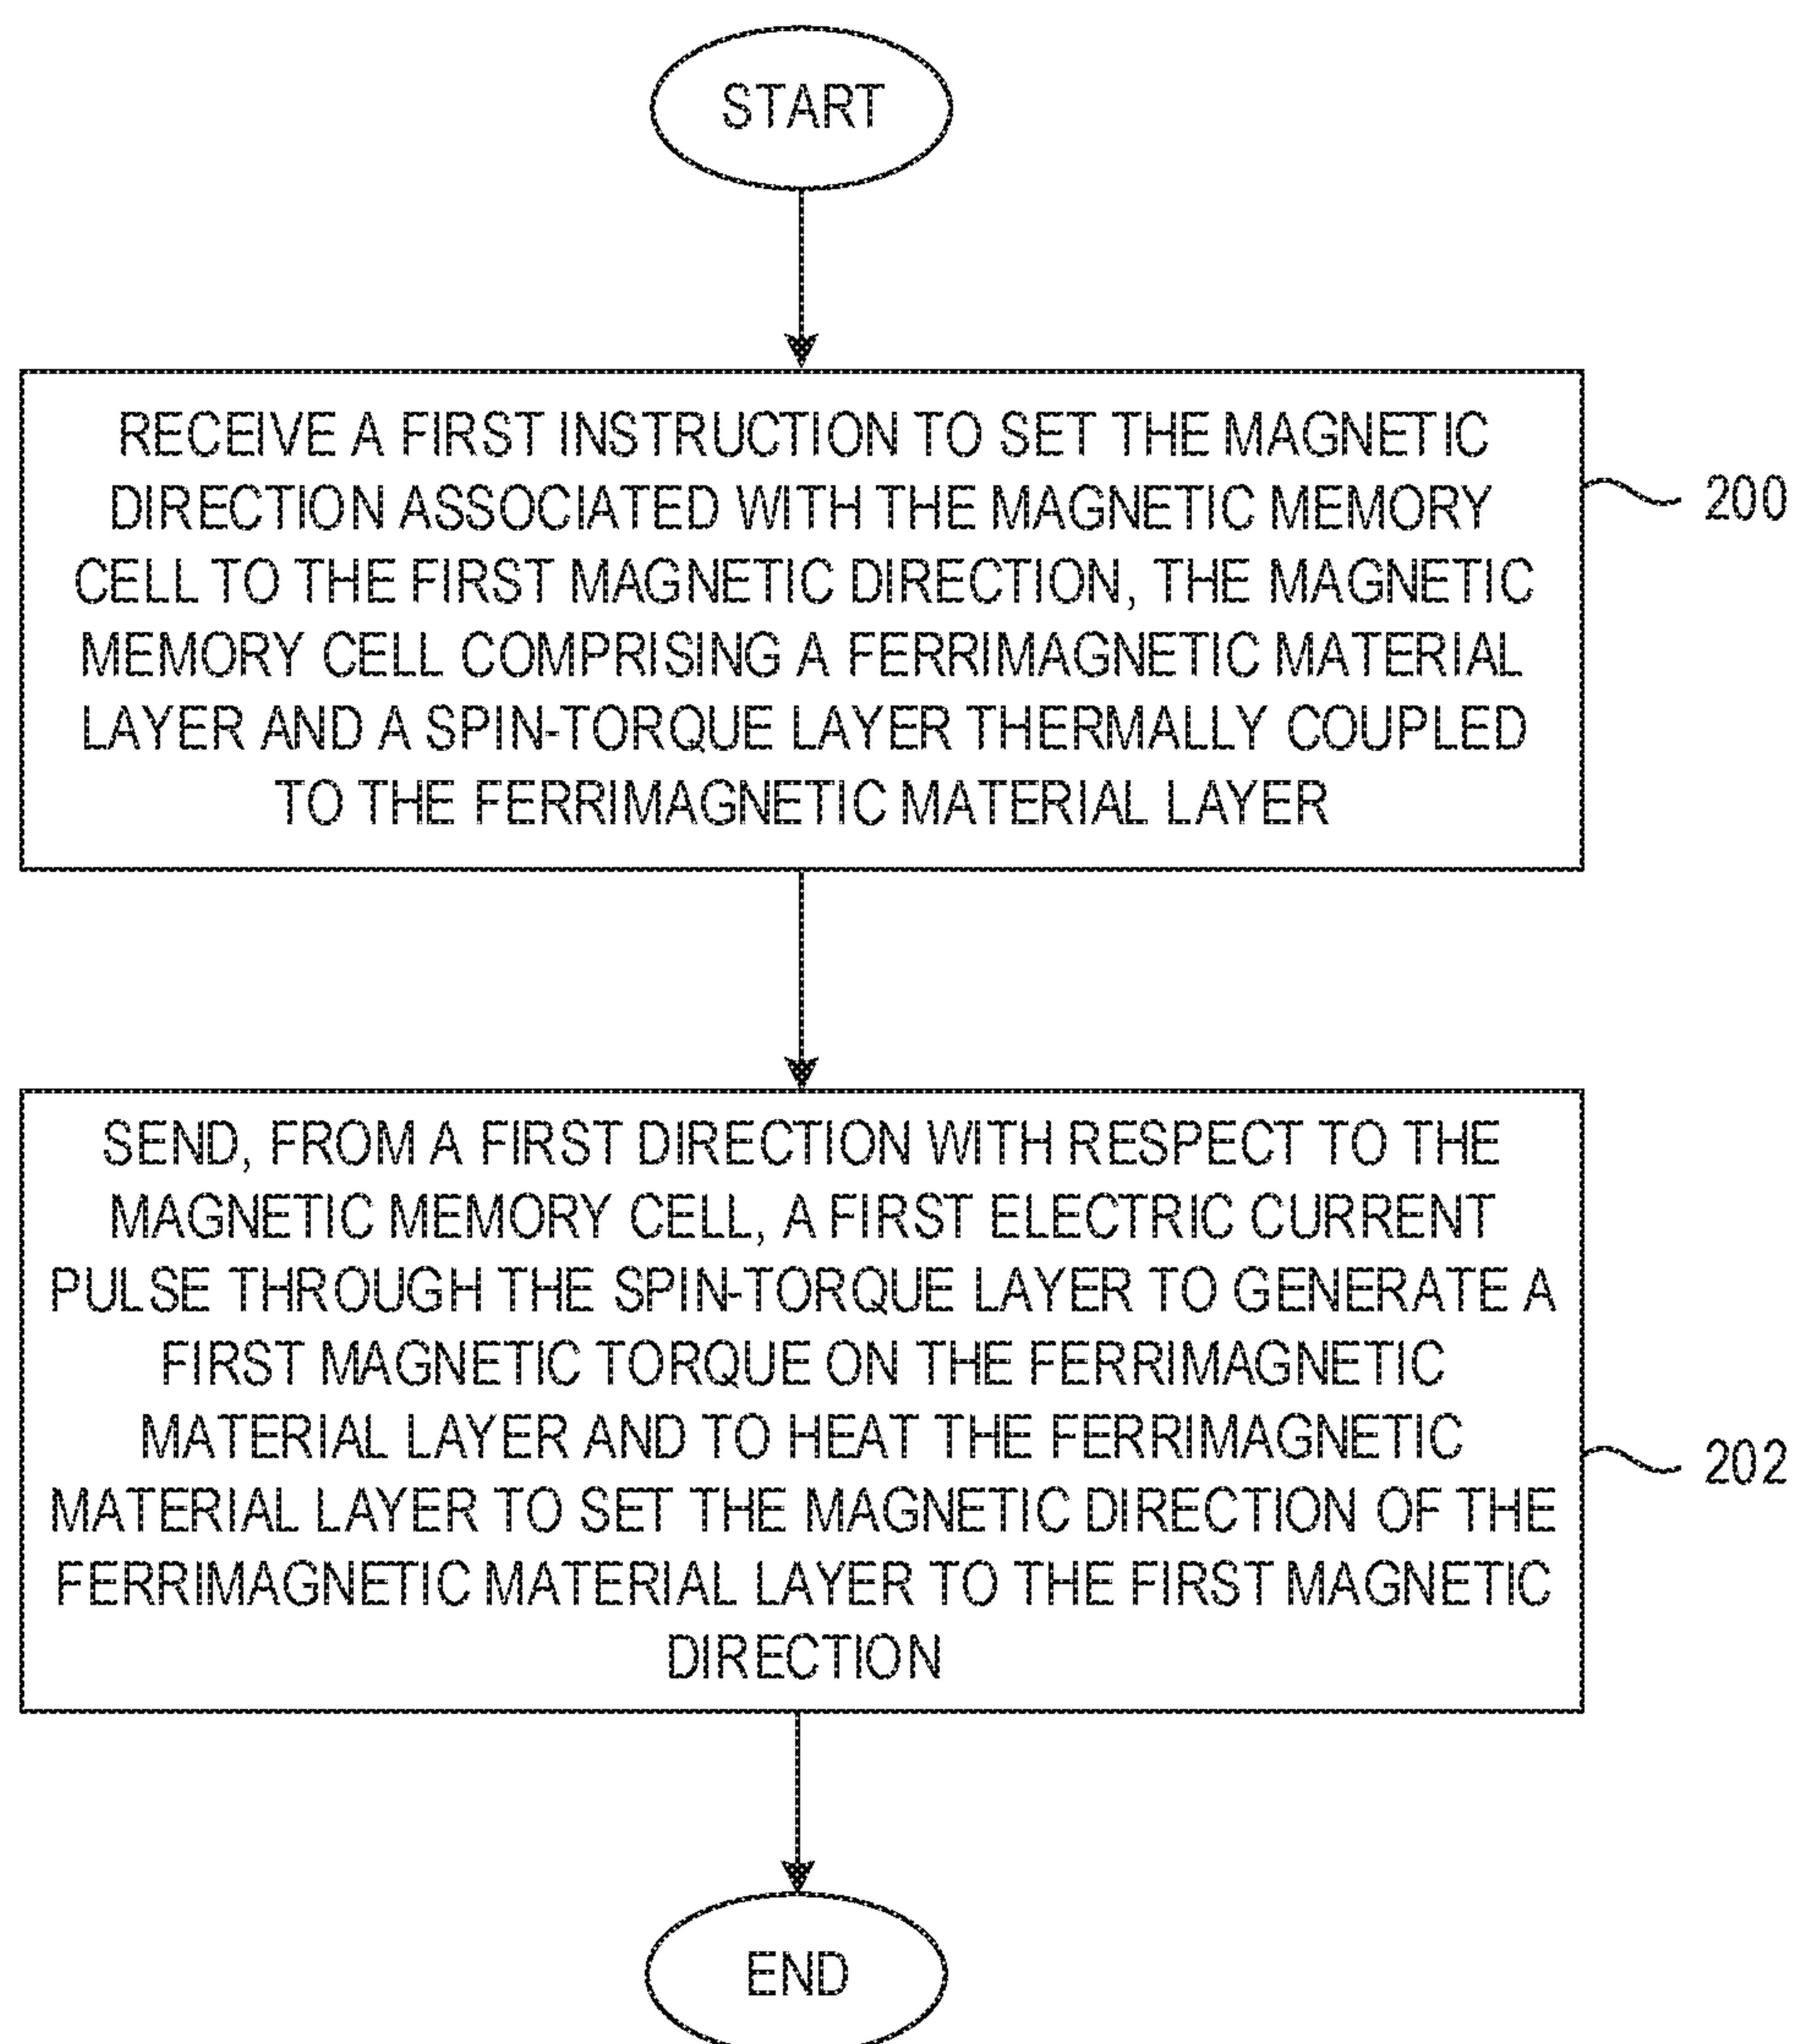 START
RECEIVE A FIRST INSTRUCTION TO SET THE MAGNETIC
DIRECTION ASSOCIATED WITH THE MAGNETIC MEMORY
CELL TO THE FIRST MAGNETIC DIRECTION, THE MAGNETIC
MEMORY CELL COMPRISING A FERRIMAGNETIC MATERIAL
LAYER AND A SPIN-TORQUE LAYER THERMALLY COUPLED
TO THE FERRIMAGNETIC MATERIAL LAYER
200
SEND, FROM A FIRST DIRECTION WITH RESPECT TO THE
MAGNETIC MEMORY CELL, A FIRST ELECTRIC CURRENT
PULSE THROUGH THE SPIN-TORQUE LAYER TO GENERATE A
FIRST MAGNETIC TORQUE ON THE FERRIMAGNETIC
MATERIAL LAYER AND TO HEAT THE FERRIMAGNETIC
MATERIAL LAYER TO SET THE MAGNETIC DIRECTION OF THE
FERRIMAGNETIC MATERIAL LAYER TO THE FIRST MAGNETIC
DIRECTION
202
END